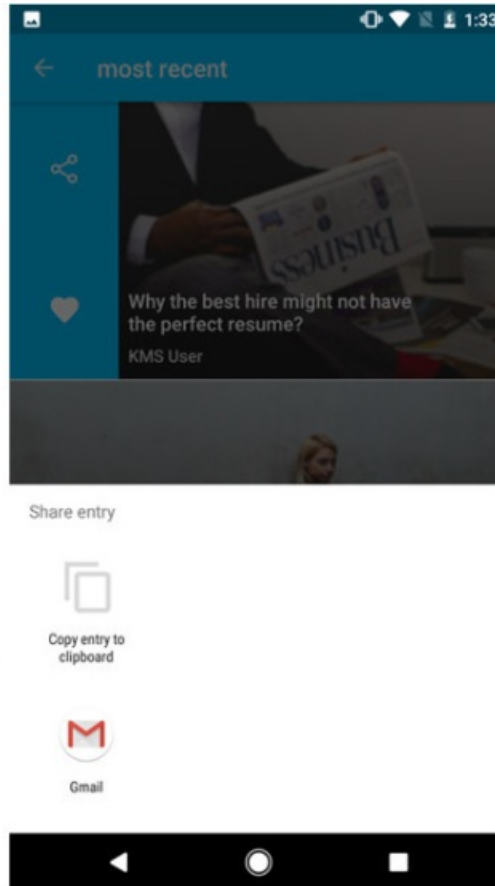 1:33
most recent
Business
Why the best hire might not have
the perfect resume?
KMS User
Share entry
Copy entry to
clipboard
Gmail